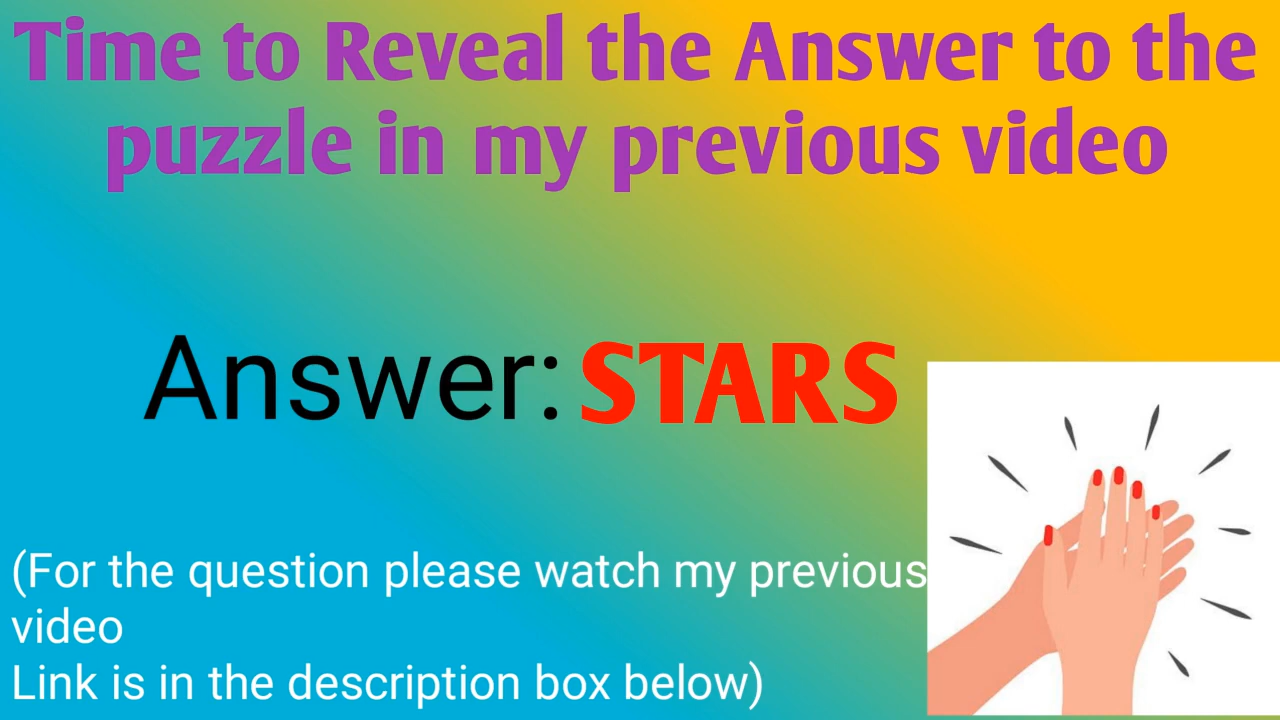 Time to Reveal the Answer to the
puzzle in my previous video
Answer: STARS
(For the question please watch my previous
video
Link is in the description box below)